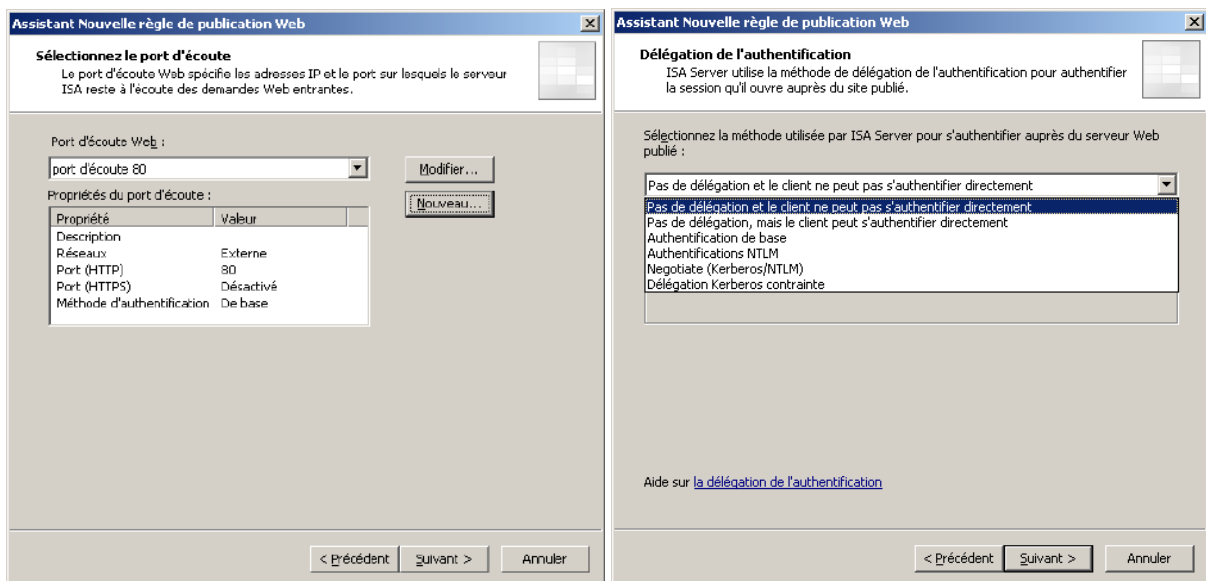 Assistant Nouvelle règle de publication Web
Sélectionnez le port d'écoute
Le port d'écoute Web spécifie les adresses IP et le port sur lesquels le serveur
ISA reste à l'écoute des demandes Web entrantes.
Port d'écoute Web :
port d'écoute 80
Modifier...
Propriétés du port d'écoute :
Nouveau...
Propriété Valeur
Description
Réseaux Externe
Port (HTTP) 80
Port (HTTPS) Désactivé
Méthode d'authentification De base
< Précédent Suivant > Annuler
Assistant Nouvelle règle de publication Web
Délégation de l'authentification
ISA Server utilise la méthode de délégation de l'authentification pour authentifier
la session qu'il ouvre auprès du site publié.
Sélectionnez la méthode utilisée par ISA Server pour s'authentifier auprès du serveur Web
publié :
Pas de délégation et le client ne peut pas s'authentifier directement
Pas de délégation et le client ne peut pas s'authentifier directement
Pas de délégation, mais le client peut s'authentifier directement
Authentification de base
Authentifications NTLM
Negotiate (Kerberos/NTLM)
Délégation Kerberos contrainte
Aide sur la délégation de l'authentification
< Précédent Suivant > Annuler